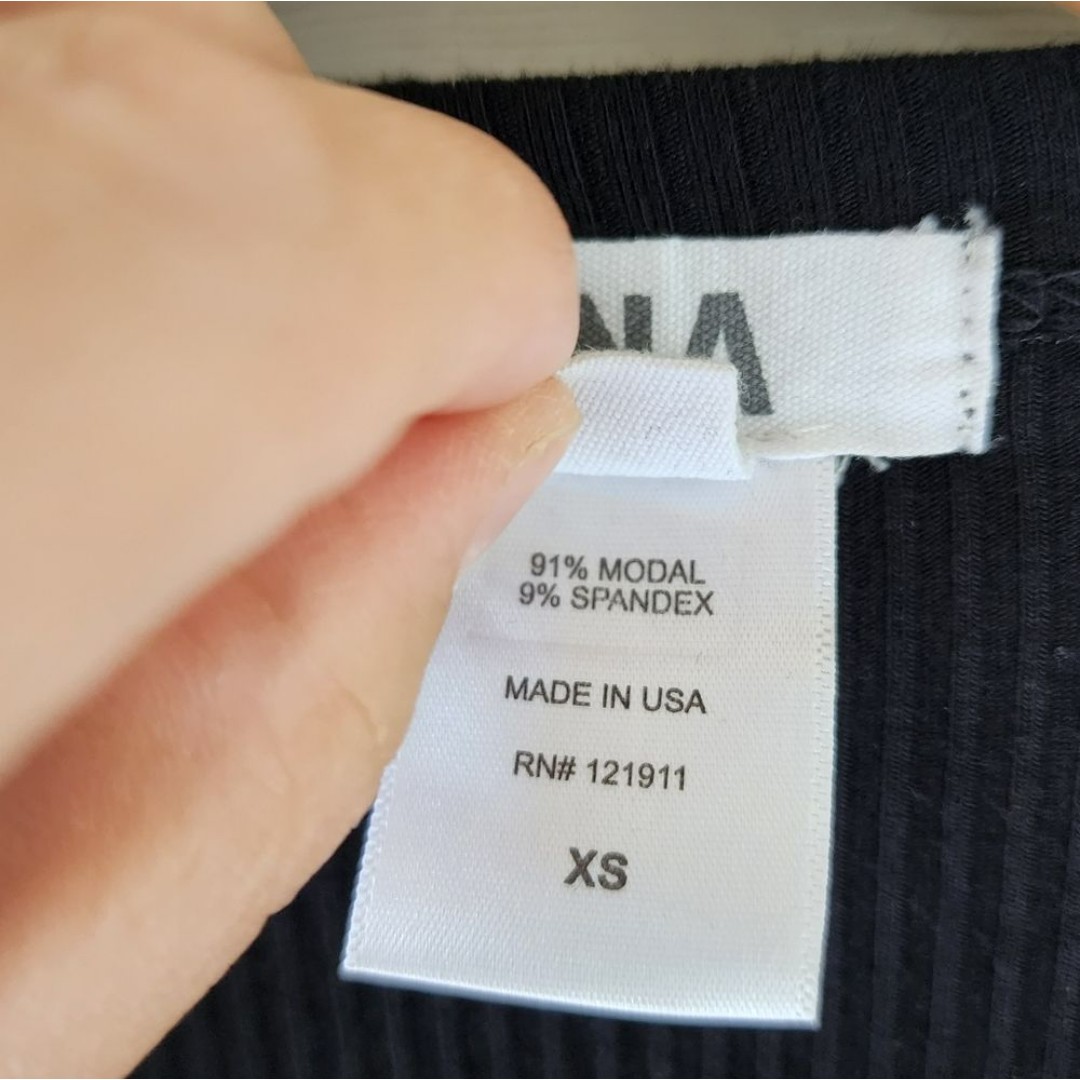 91% MODAL
9% SPANDEX
MADE IN USA
RN# 121911
XS